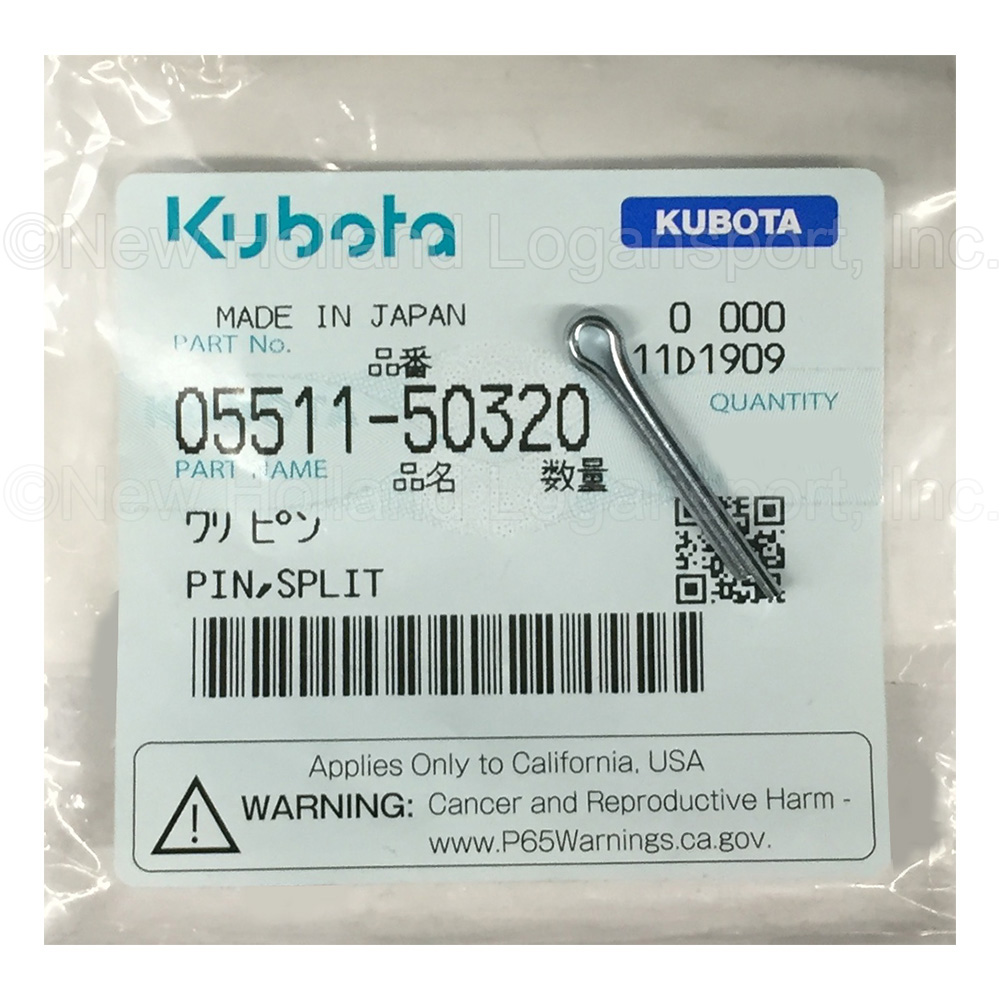 Kubota KUBOTA
©New Holland Logansport, Inc.
MADE IN JAPAN 0 000
PART No. 品番 11D1909
05511-50320 QUANTITY
PART NAME 品名 数量
©New Holland Logansport, Inc.
ワリ ピン
PIN,SPLIT
Applies Only to California, USA
WARNING: Cancer and Reproductive Harm -
www.P65Warnings.ca.gov.